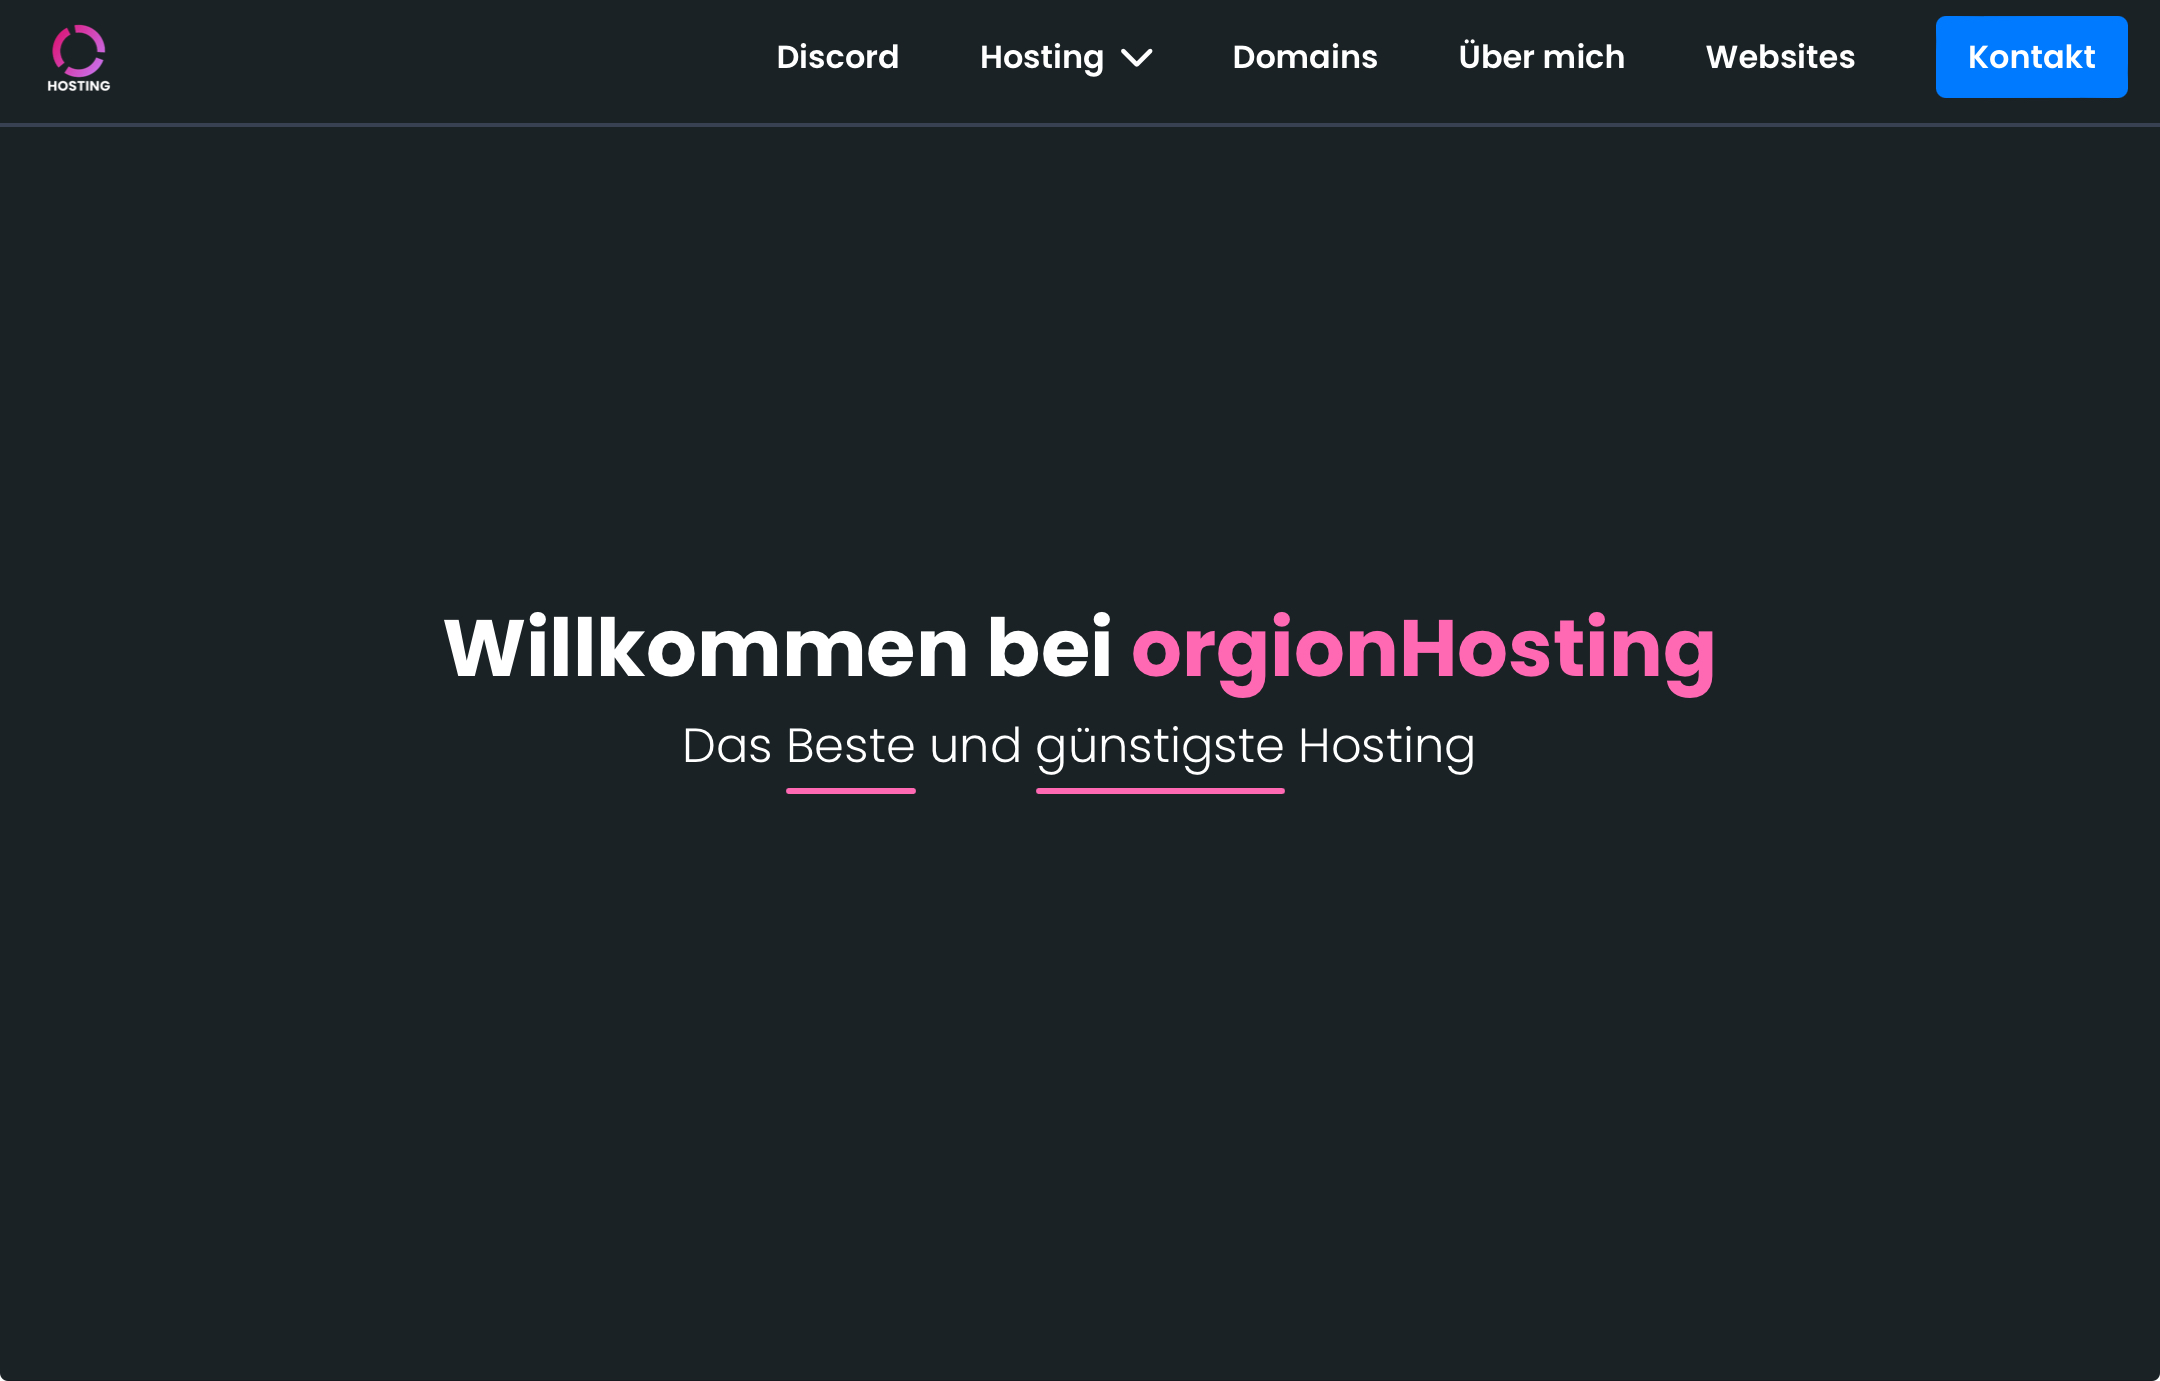 HOSTING
Discord Hosting Domains Über mich Websites Kontakt
Willkommen bei orgionHosting
Das Beste und günstigste Hosting